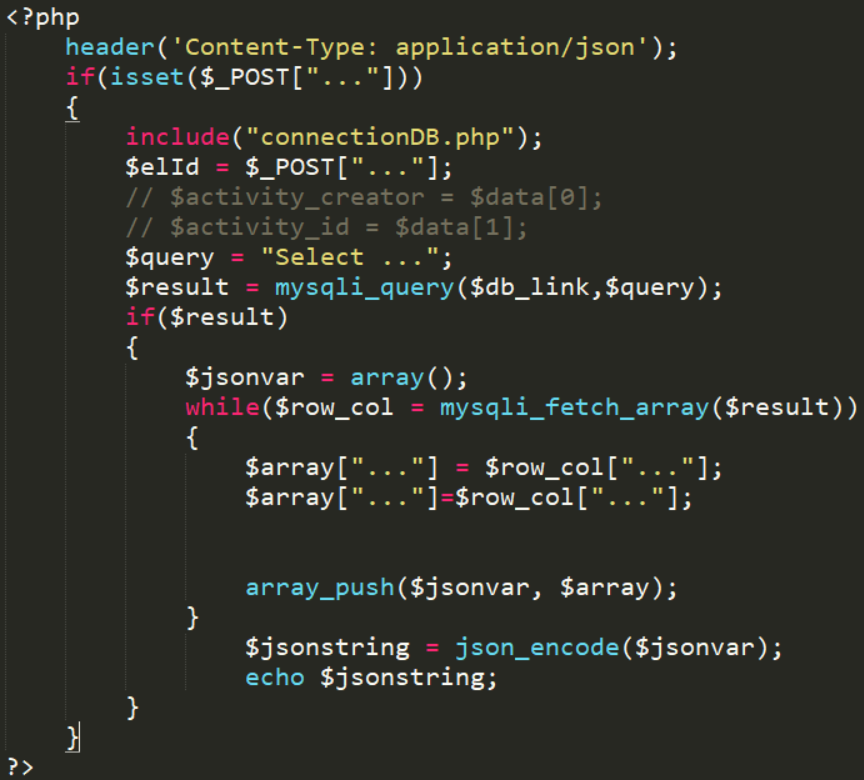 <?php
header('Content-Type: application/json');
if(isset($_POST["..."]))
{
include("connectionDB.php");
$elId = $_POST["..."];
// $activity_creator = $data[0];
// $activity_id = $data[1];
$query = "Select ...";
$result = mysqli_query($db_link,$query);
if($result)
{
$jsonvar = array();
while($row_col = mysqli_fetch_array($result))
{
$array["..."] = $row_col["..."];
$array["..."]=$row_col["..."];
array_push($jsonvar, $array);
}
$jsonstring = json_encode($jsonvar);
echo $jsonstring;
}
}
?>